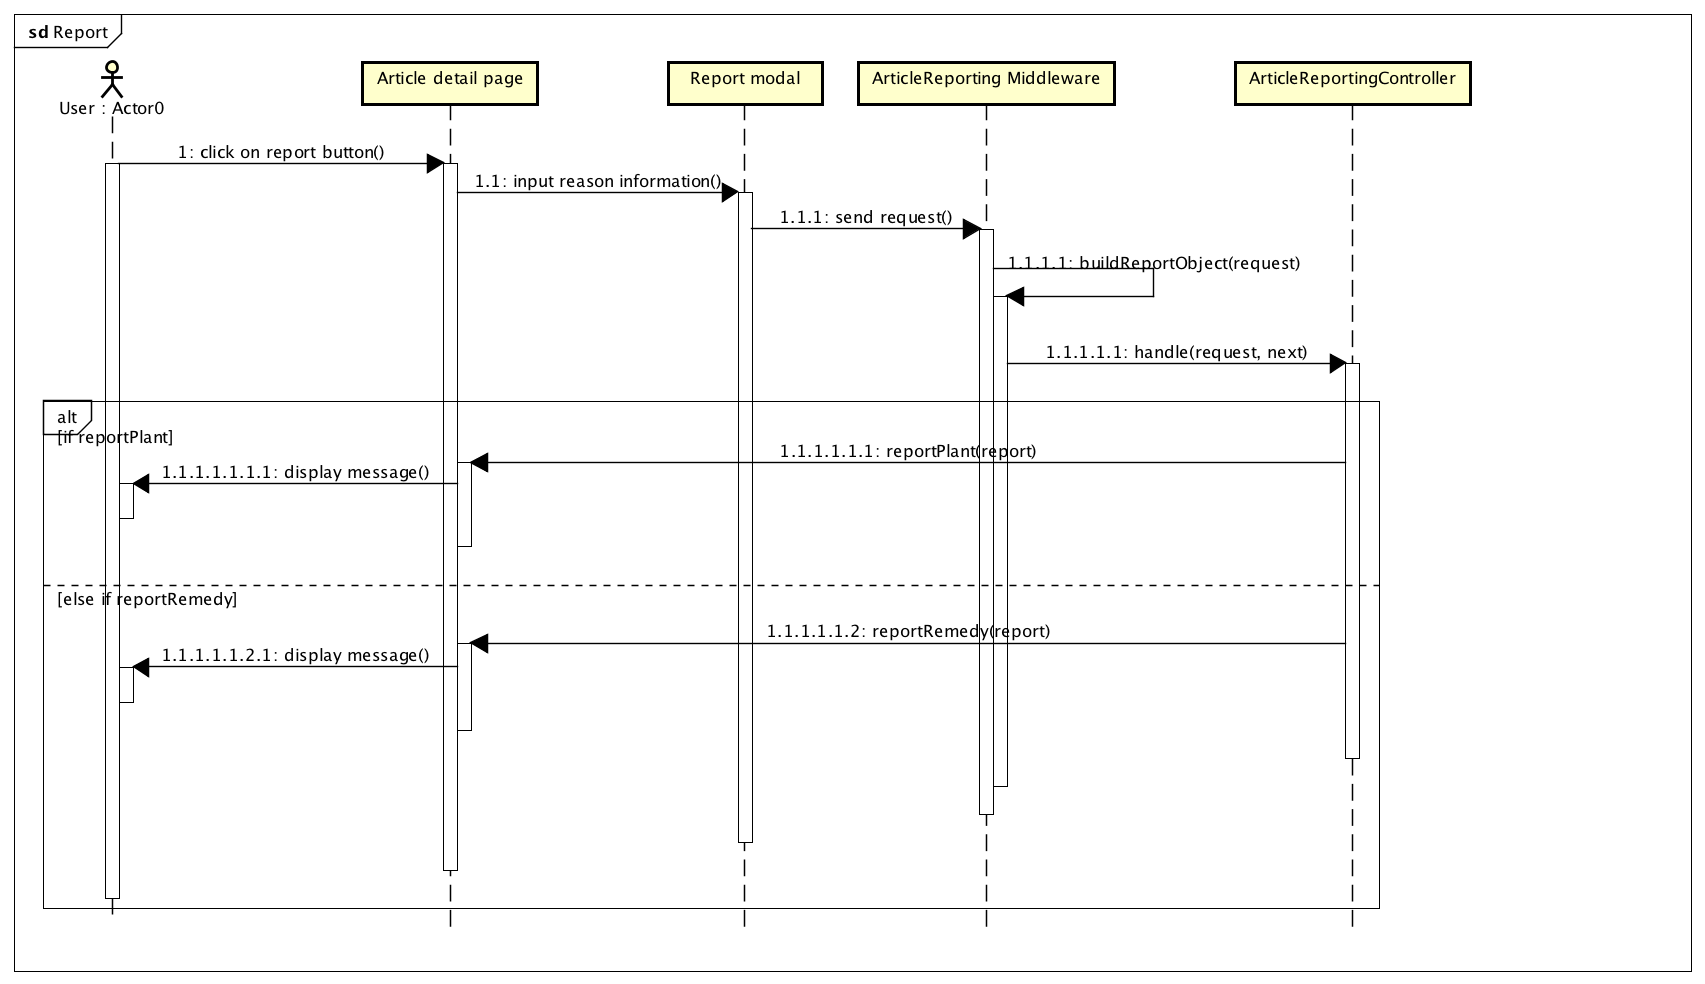 sd Report
User : Actor0
Article detail page
Report modal
ArticleReporting Middleware
ArticleReportingController
1: click on report button()
1.1: input reason information()
1.1.1: send request()
1.1.1.1: buildReportObject(request)
1.1.1.1.1: handle(request, next)
alt
[if reportPlant]
1.1.1.1.1.1: reportPlant(report)
1.1.1.1.1.1.1: display message()
[else if reportRemedy]
1.1.1.1.1.2: reportRemedy(report)
1.1.1.1.1.2.1: display message()